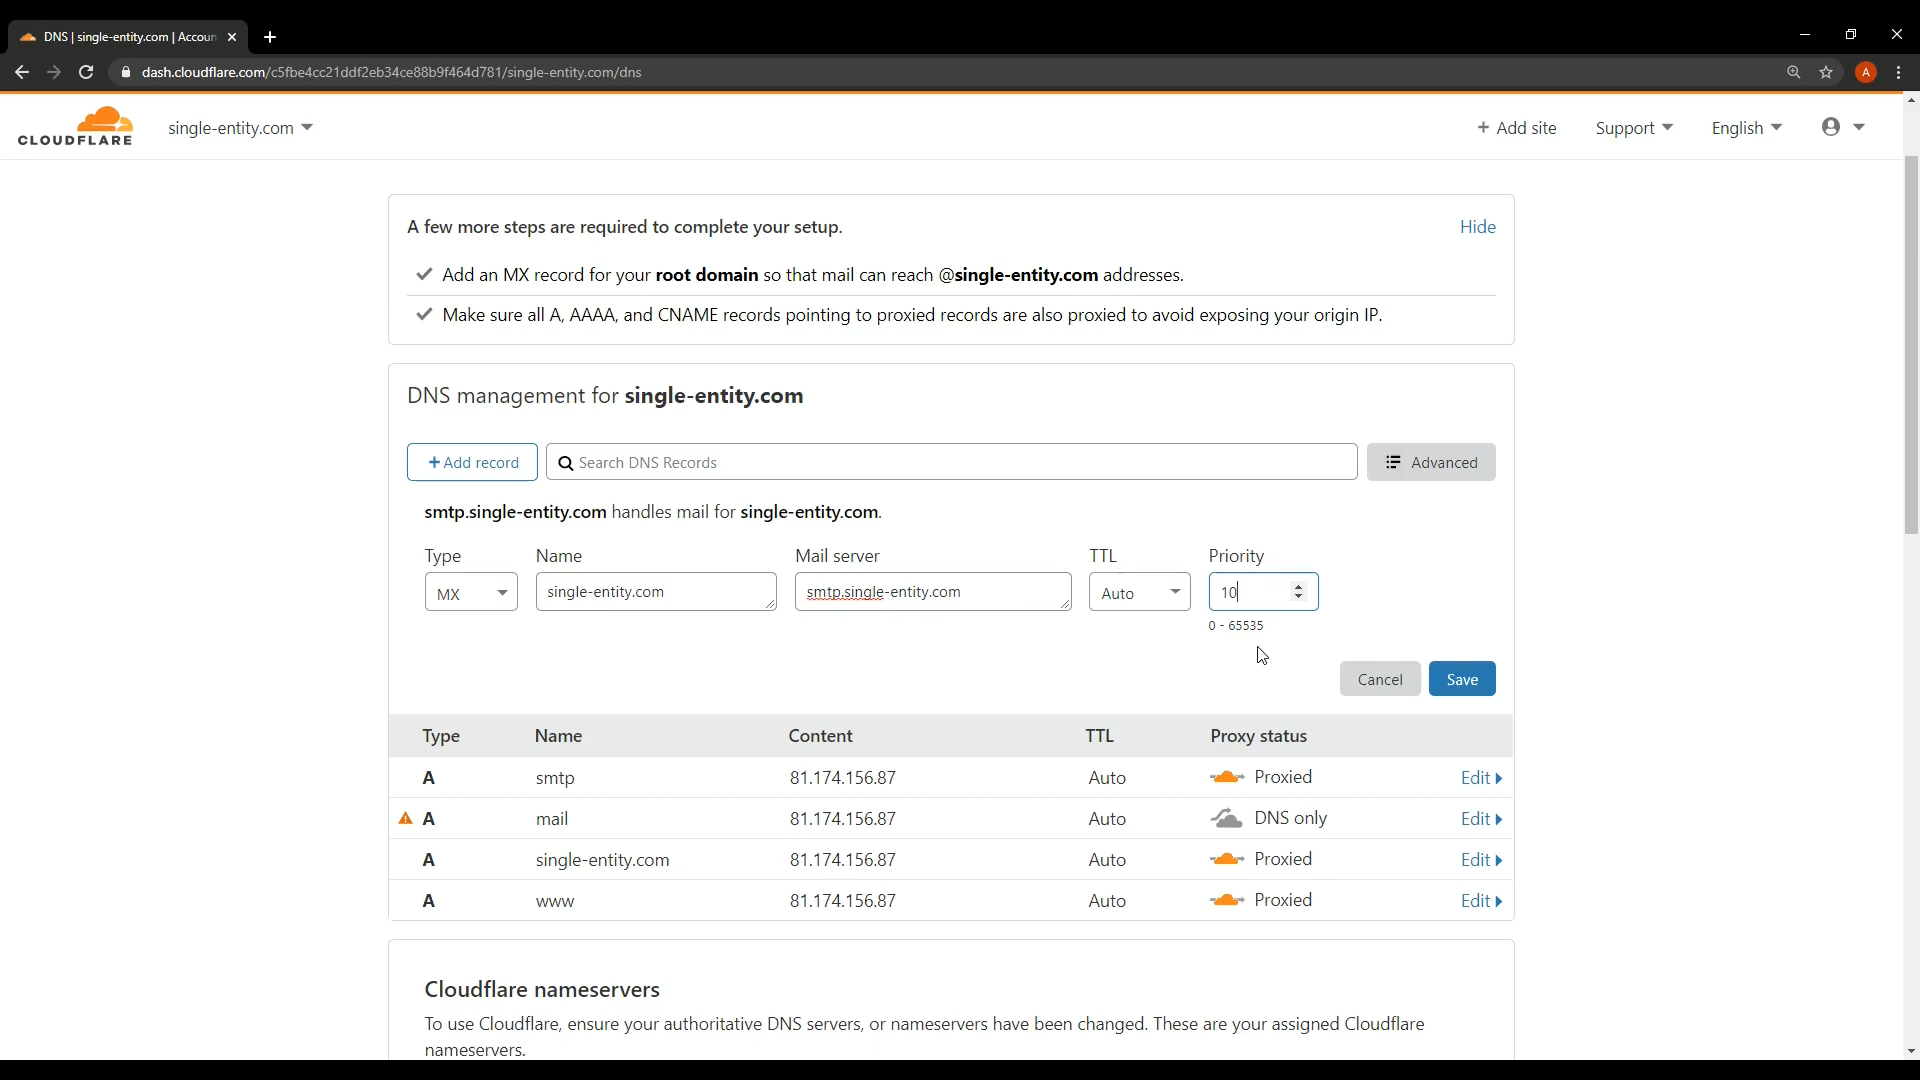 DNS | single-entity.com | Accoun
dash.cloudflare.com/c5fbe4cc21ddf2eb34ce88b9f464d781/single-entity.com/dns
A
CLOUDFLARE
single-entity.com
+ Add site
Support
English
A few more steps are required to complete your setup.
Hide
Add an MX record for your root domain so that mail can reach @single-entity.com addresses.
Make sure all A, AAAA, and CNAME records pointing to proxied records are also proxied to avoid exposing your origin IP.
DNS management for single-entity.com
+ Add record
Search DNS Records
Advanced
smtp.single-entity.com handles mail for single-entity.com.
Type Name Mail server TTL Priority
MX single-entity.com smtp.single-entity.com Auto 10
0 - 65535
Cancel Save
Type Name Content TTL Proxy status
A smtp 81.174.156.87 Auto Proxied Edit
A mail 81.174.156.87 Auto DNS only Edit
A single-entity.com 81.174.156.87 Auto Proxied Edit
A www 81.174.156.87 Auto Proxied Edit
Cloudflare nameservers
To use Cloudflare, ensure your authoritative DNS servers, or nameservers have been changed. These are your assigned Cloudflare
nameservers.